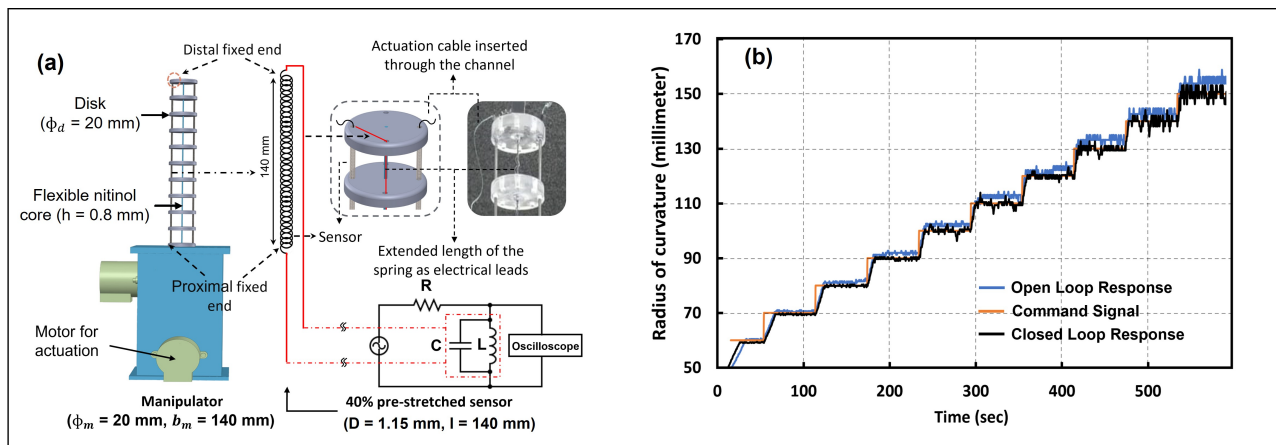 (a)
Distal fixed end
Actuation cable inserted
through the channel
Disk
(ϕ_d = 20 mm)
140 mm
Flexible nitinol
core (h = 0.8 mm)
Sensor
Extended length of the
spring as electrical leads
Proximal fixed
end
R
C
L
Oscilloscope
Motor for
actuation
Manipulator
(ϕ_m = 20 mm, b_m = 140 mm)
40% pre-stretched sensor
(D = 1.15 mm, l = 140 mm)
(b)
Radius of curvature (millimeter)
170
150
130
110
90
70
50
Open Loop Response
Command Signal
Closed Loop Response
0 100 200 300 400 500
Time (sec)